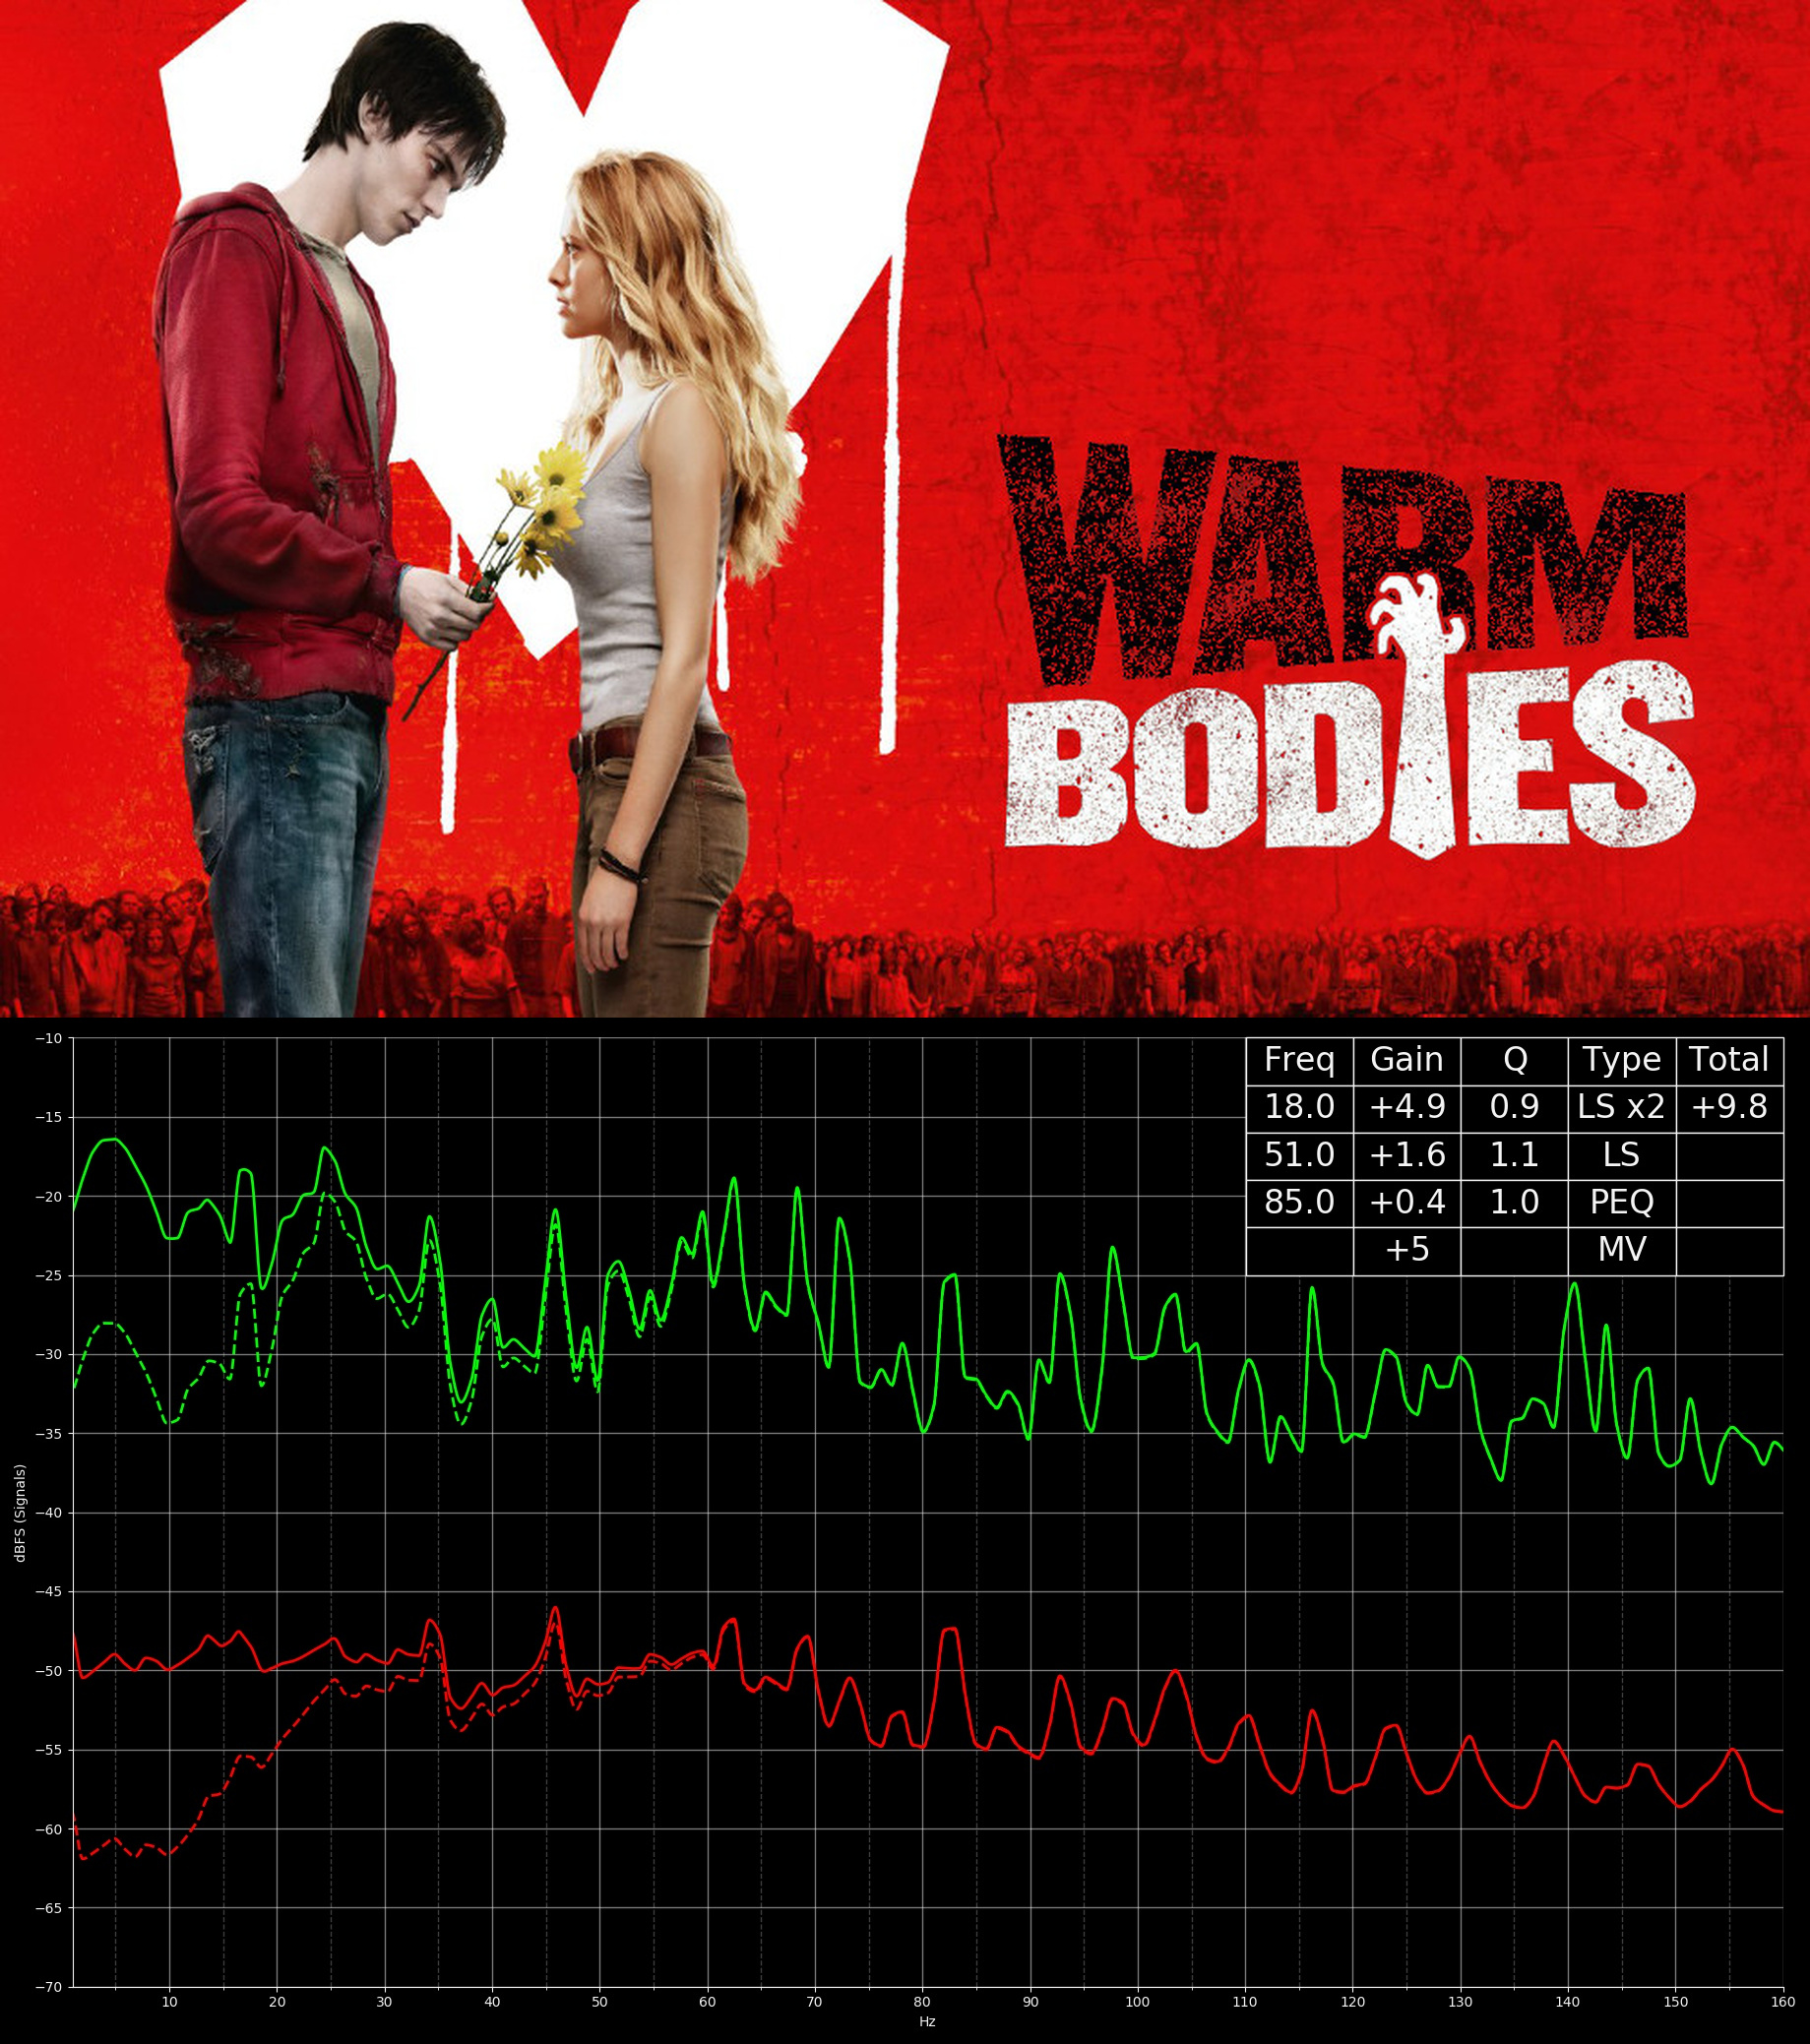 WARM
BODIES
Freq Gain Q Type Total
18.0 +4.9 0.9 LS x2 +9.8
51.0 +1.6 1.1 LS
85.0 +0.4 1.0 PEQ
+5 MV
−10
−15
−20
−25
−30
−35
−40
−45
−50
−55
−60
−65
−70
dBFS (Signals)
10 20 30 40 50 60 70 80 90 100 110 120 130 140 150 160
Hz